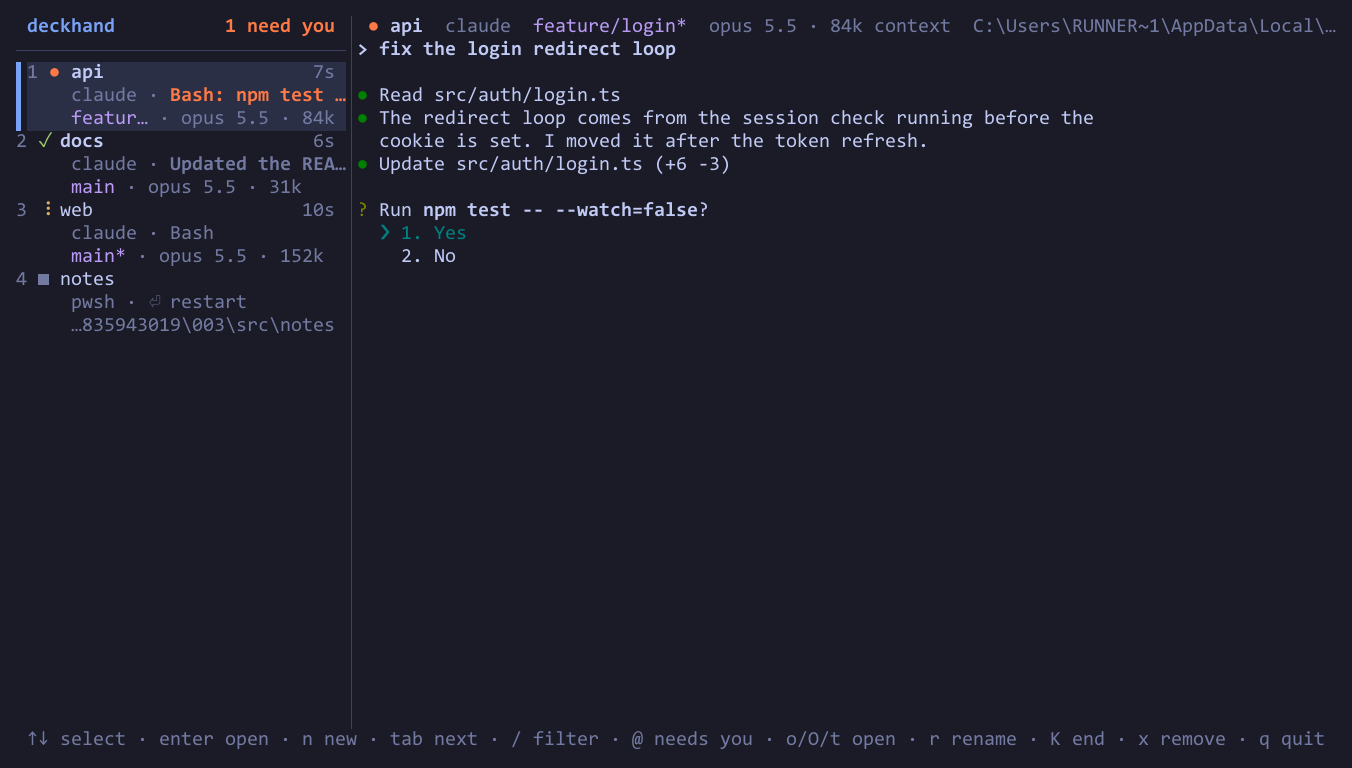 deckhand 1 need you
1 ● api 7s
claude · Bash: npm test …
featur… · opus 5.5 · 84k
2 ✓ docs 6s
claude · Updated the REA…
main · opus 5.5 · 31k
3 ⋮ web 10s
claude · Bash
main* · opus 5.5 · 152k
4 ■ notes
pwsh · ⏎ restart
…835943019\003\src\notes
● api claude feature/login* opus 5.5 · 84k context C:\Users\RUNNER~1\AppData\Local\…
> fix the login redirect loop
● Read src/auth/login.ts
● The redirect loop comes from the session check running before the
cookie is set. I moved it after the token refresh.
● Update src/auth/login.ts (+6 -3)
? Run npm test -- --watch=false?
❯ 1. Yes
2. No
↑↓ select · enter open · n new · tab next · / filter · @ needs you · o/O/t open · r rename · K end · x remove · q quit